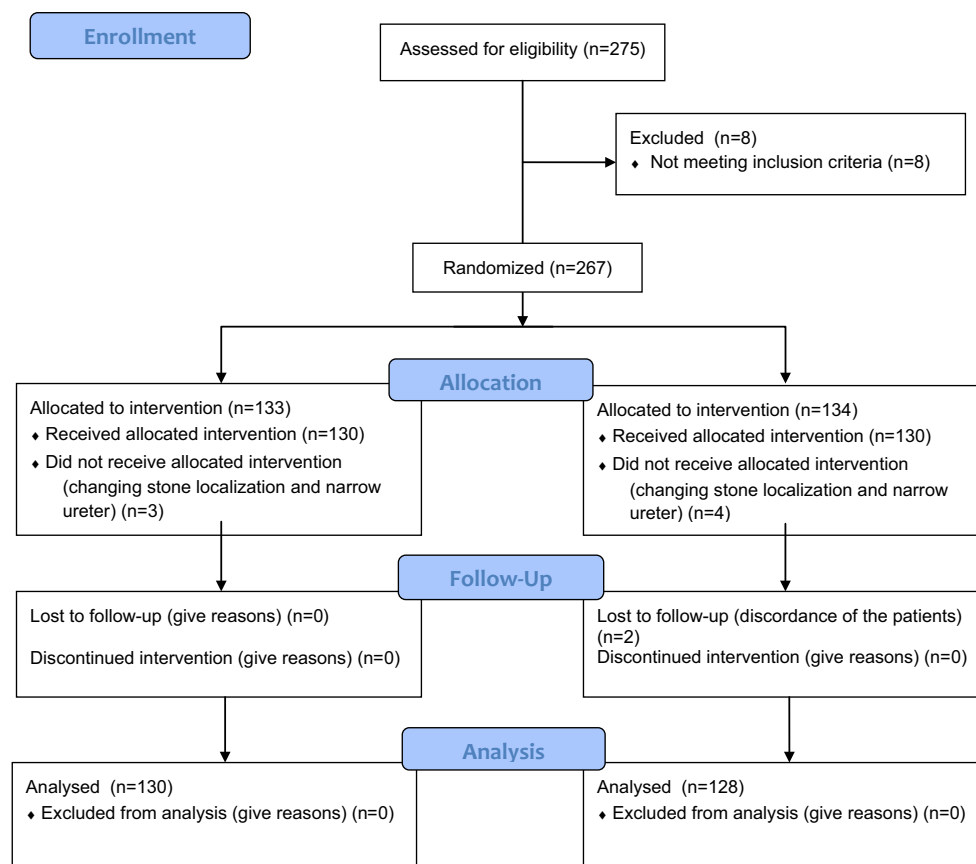 Enrollment
Assessed for eligibility (n=275)
Excluded (n=8)
♦ Not meeting inclusion criteria (n=8)
Randomized (n=267)
Allocation
Allocated to intervention (n=133)
♦ Received allocated intervention (n=130)
♦ Did not receive allocated intervention
(changing stone localization and narrow
ureter) (n=3)
Allocated to intervention (n=134)
♦ Received allocated intervention (n=130)
♦ Did not receive allocated intervention
(changing stone localization and narrow
ureter) (n=4)
Follow-Up
Lost to follow-up (give reasons) (n=0)
Discontinued intervention (give reasons) (n=0)
Lost to follow-up (discordance of the patients)
(n=2)
Discontinued intervention (give reasons) (n=0)
Analysis
Analysed (n=130)
♦ Excluded from analysis (give reasons) (n=0)
Analysed (n=128)
♦ Excluded from analysis (give reasons) (n=0)